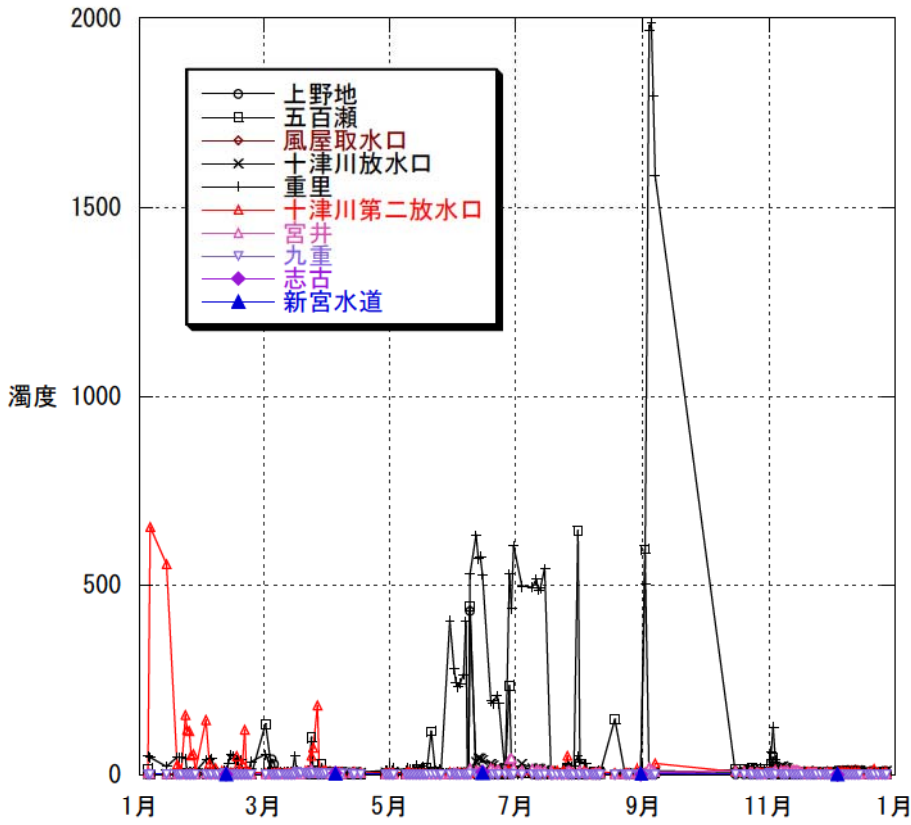 2000
1500
濁度 1000
500
0
上野地
五百瀬
風屋取水口
十津川放水口
重里
十津川第二放水口
宮井
九重
志古
新宮水道
1月 3月 5月 7月 9月 11月 1月